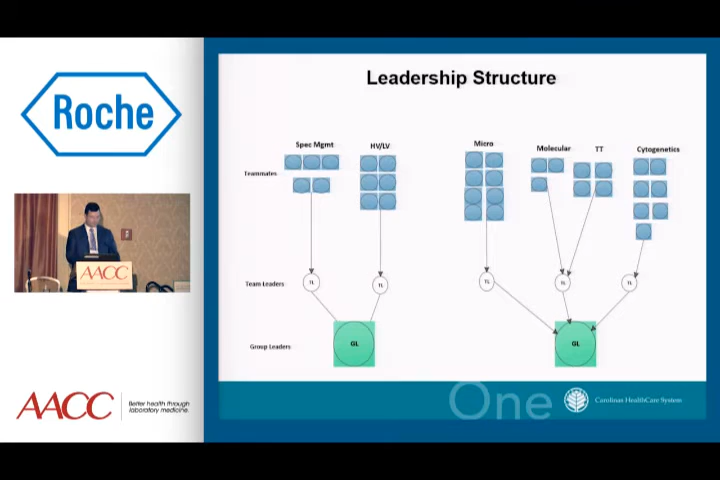 Roche
AACC
AACC
Better health through
laboratory medicine.
Leadership Structure
Spec Mgmt
HV/LV
Micro
Molecular
TT
Cytogenetics
Teammates
Team Leaders
TL
TL
TL
TL
TL
Group Leaders
GL
GL
One
Carolinas HealthCare System